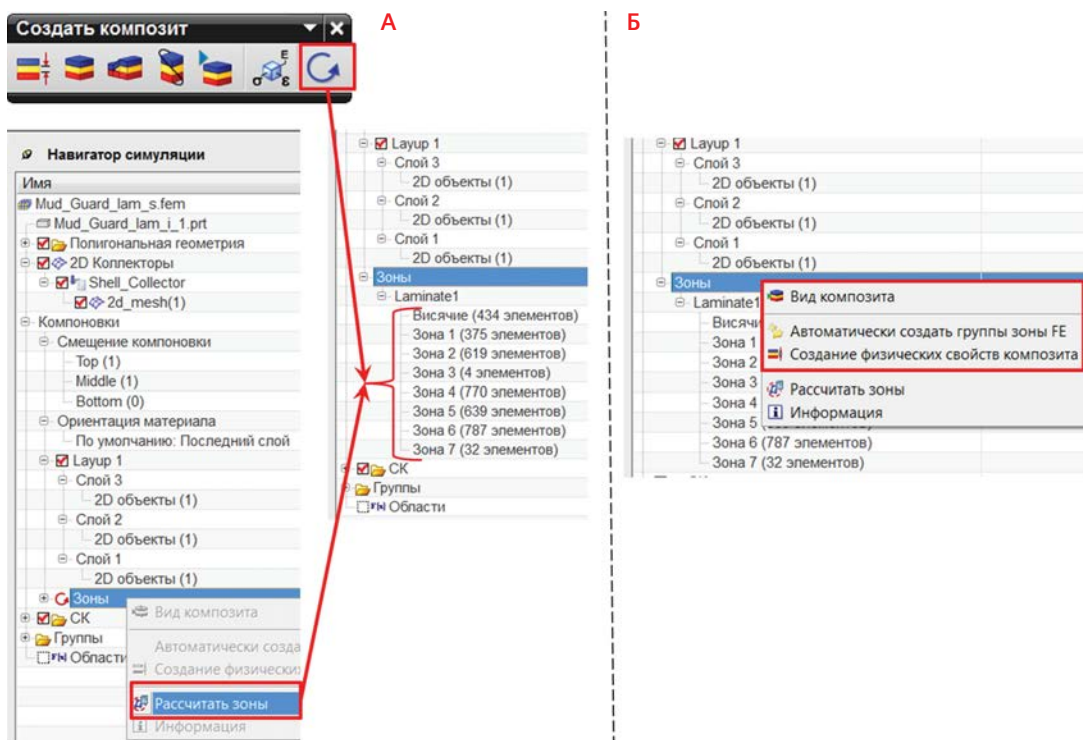 Создать композит
А
Б
σ E ε
Навигатор симуляции
Имя
Mud_Guard_lam_s.fem
Mud_Guard_lam_i_1.prt
Полигональная геометрия
2D Коллекторы
Shell_Collector
2d_mesh(1)
Компоновки
Смещение компоновки
Top (1)
Middle (1)
Bottom (0)
Ориентация материала
По умолчанию: Последний слой
Layup 1
Слой 3
2D объекты (1)
Слой 2
2D объекты (1)
Слой 1
2D объекты (1)
Зоны
СК
Группы
Области
Вид композита
Автоматически созда
Создание физически
Рассчитать зоны
Информация
Layup 1
Слой 3
2D объекты (1)
Слой 2
2D объекты (1)
Слой 1
2D объекты (1)
Зоны
Laminate1
Висячие (434 элементов)
Зона 1 (375 элементов)
Зона 2 (619 элементов)
Зона 3 (4 элементов)
Зона 4 (770 элементов)
Зона 5 (639 элементов)
Зона 6 (787 элементов)
Зона 7 (32 элементов)
СК
Группы
Области
Layup 1
Слой 3
2D объекты (1)
Слой 2
2D объекты (1)
Слой 1
2D объекты (1)
Зоны
Laminate1
Висячи
Зона 1
Зона 2
Зона 3
Зона 4
Зона 5
Зона 6 (787 элементов)
Зона 7 (32 элементов)
Вид композита
Автоматически создать группы зоны FE
Создание физических свойств композита
Рассчитать зоны
Информация